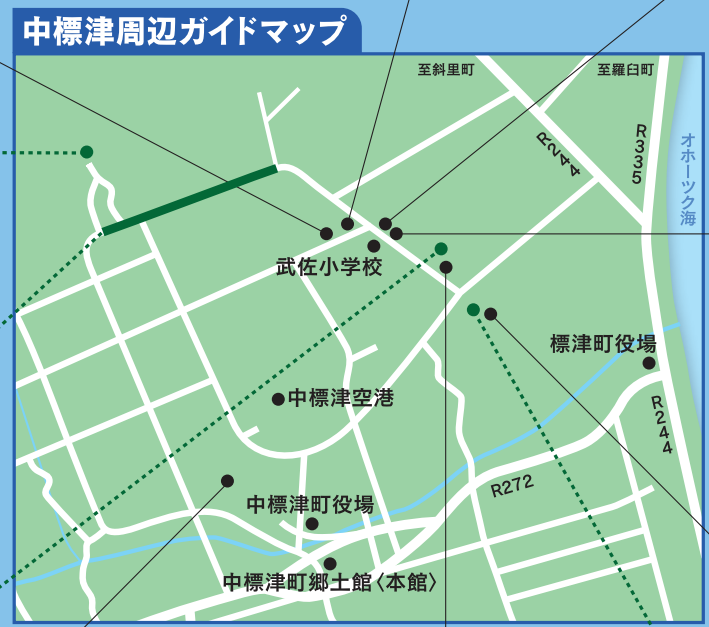 中標津周辺ガイドマップ
至斜里町
至羅臼町
R244
R335
オホーツク海
武佐小学校
標津町役場
中標津空港
R244
R272
中標津町役場
中標津町郷土館〈本館〉